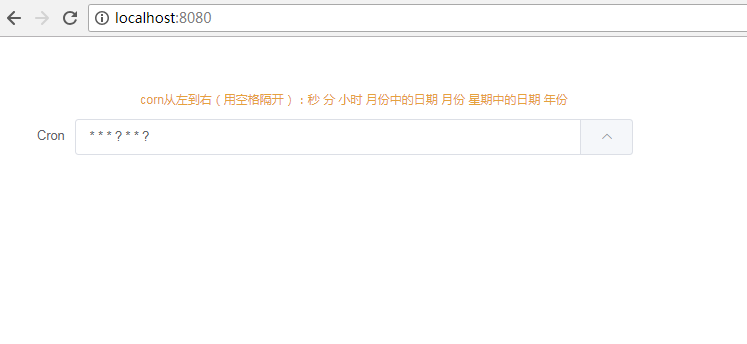 localhost:8080
corn从左到右（用空格隔开）：秒 分 小时 月份中的日期 月份 星期中的日期 年份
Cron * * * ? * * ?